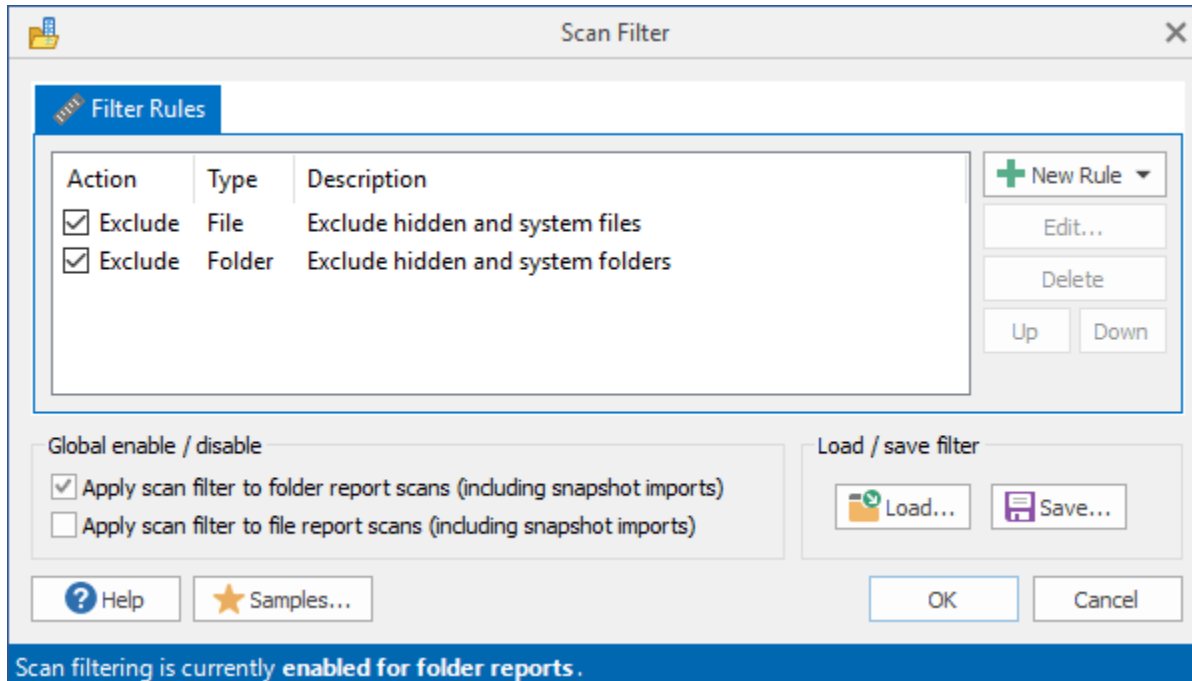 Scan Filter
Filter Rules
Action Type Description
Exclude File Exclude hidden and system files
Exclude Folder Exclude hidden and system folders
New Rule
Edit...
Delete
Up Down
Global enable / disable
Apply scan filter to folder report scans (including snapshot imports)
Apply scan filter to file report scans (including snapshot imports)
Load / save filter
Load... Save...
Help Samples... OK Cancel
Scan filtering is currently enabled for folder reports.